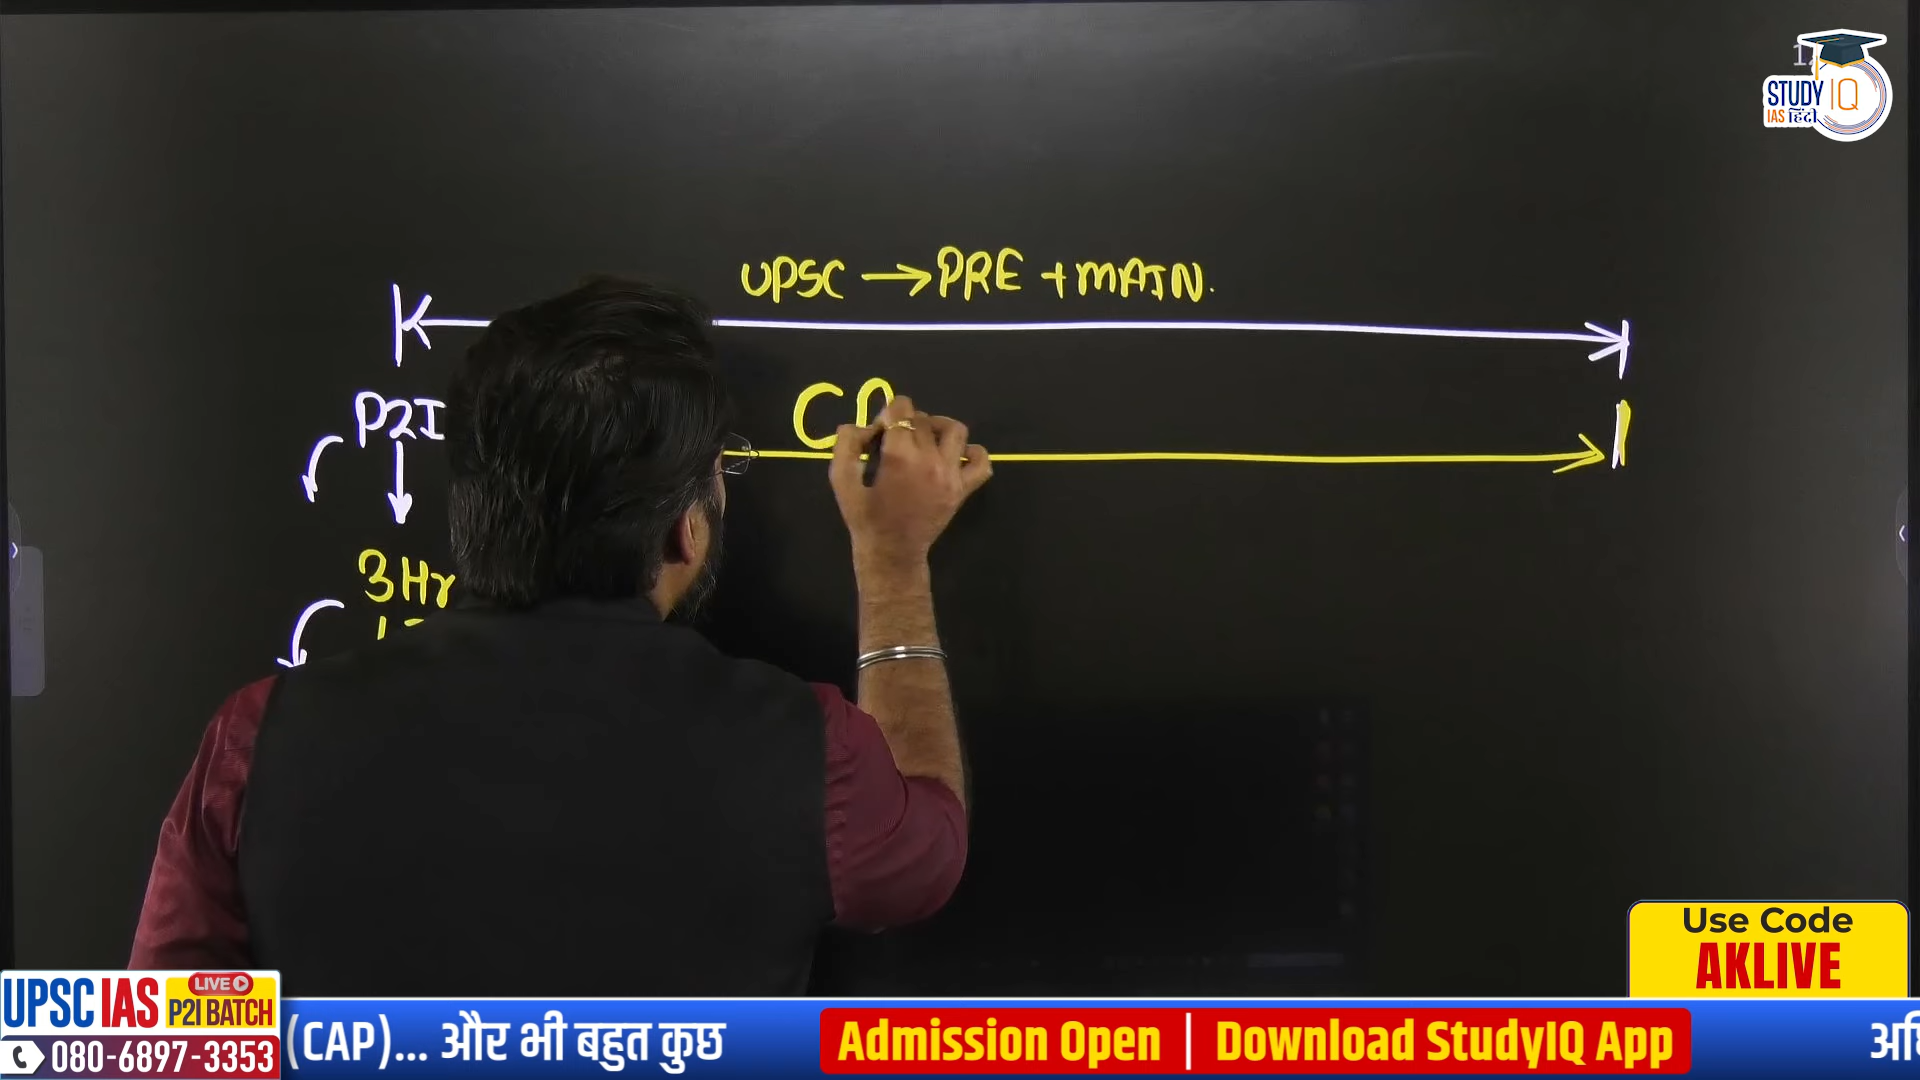 STUDY IQ
IAS हिंदी
UPSC → PRE + MAIN.
P2I
3Hr
Use Code
AKLIVE
UPSC IAS
LIVE
P2I BATCH
080-6897-3353
(CAP)... और भी बहुत कुछ
Admission Open | Download StudyIQ App